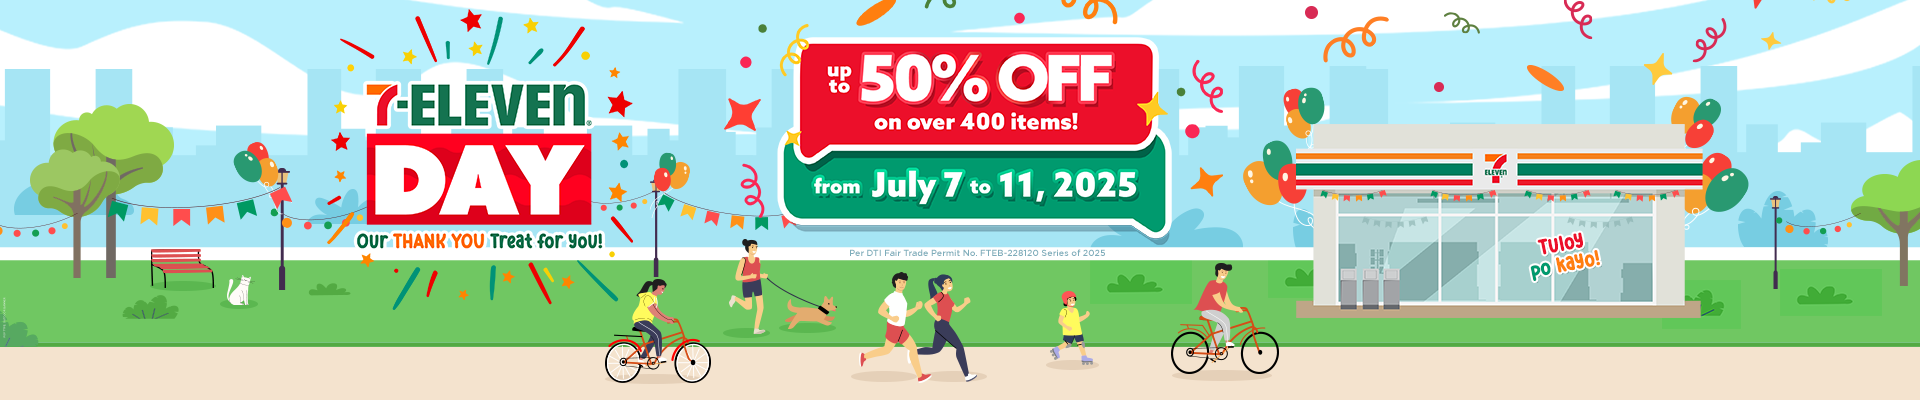 7-ELEVEN®
DAY
Our THANK YOU Treat for you!
up to 50% OFF
on over 400 items!
from July 7 to 11, 2025
Per DTI Fair Trade Permit No. FTEB-228120 Series of 2025
7
ELEVEN
Tuloy
po kayo!